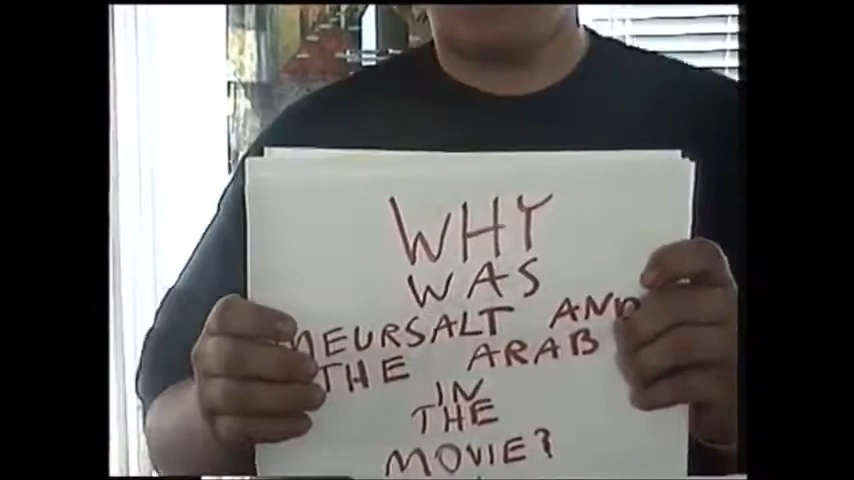 WHY
WAS
MEURSALT AND
THE ARAB
IN
THE
MOVIE?